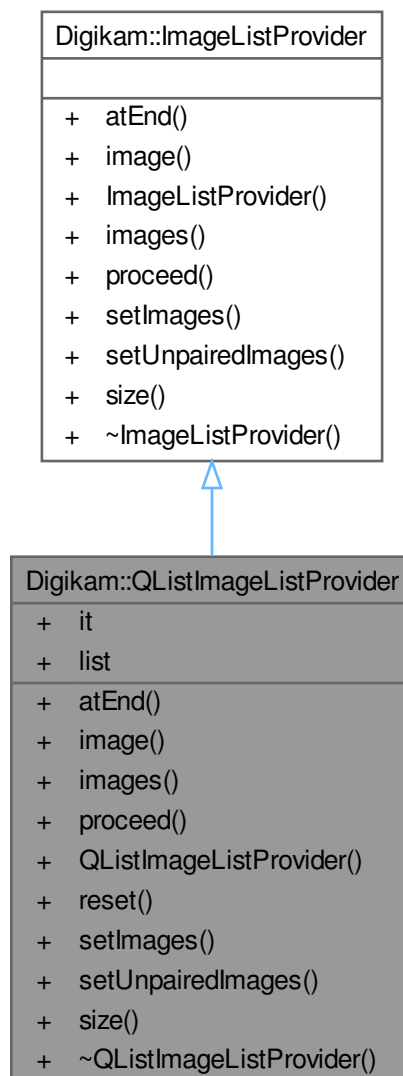 Digikam::ImageListProvider
+ atEnd()
+ image()
+ ImageListProvider()
+ images()
+ proceed()
+ setImages()
+ setUnpairedImages()
+ size()
+ ~ImageListProvider()
Digikam::QListImageListProvider
+ it
+ list
+ atEnd()
+ image()
+ images()
+ proceed()
+ QListImageListProvider()
+ reset()
+ setImages()
+ setUnpairedImages()
+ size()
+ ~QListImageListProvider()